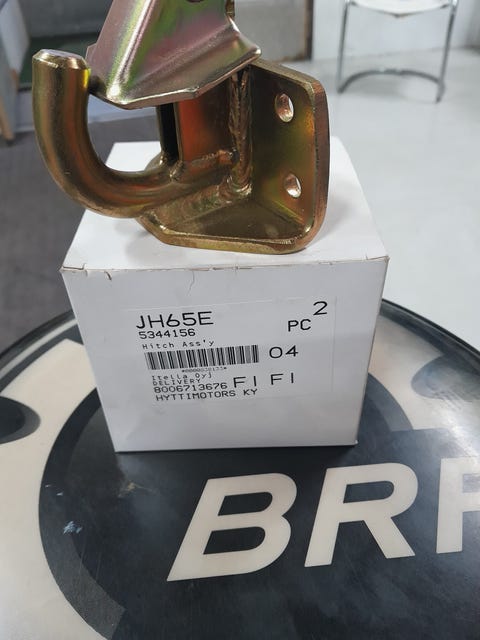 JH65E
PC 2
5344156
Hitch Ass'y
04
Itella Oyj
DELIVERY
8006713676 FI FI
HYTTIMOTORS KY
BRP